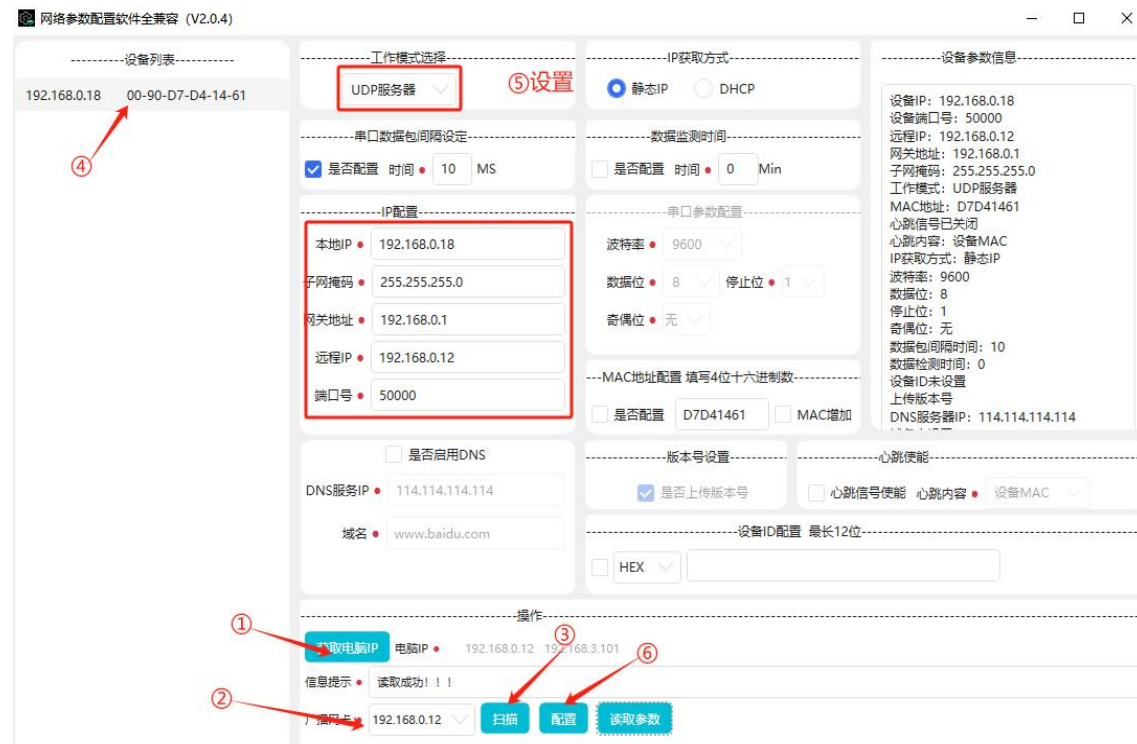 网络参数配置软件全兼容 (V2.0.4)
----------设备列表-----------
192.168.0.18 00-90-D7-D4-14-61
④
工作模式选择
UDP服务器
⑤设置
IP获取方式
静态IP
DHCP
串口数据包间隔设定
是否配置 时间 10 MS
数据监测时间
是否配置 时间 0 Min
IP配置
本地IP 192.168.0.18
子网掩码 255.255.255.0
网关地址 192.168.0.1
远程IP 192.168.0.12
端口号 50000
串口参数配置
波特率 9600
数据位 8 停止位 1
奇偶位 无
---MAC地址配置 填写4位十六进制数
是否配置 D7D41461 MAC增加
设备参数信息
设备IP: 192.168.0.18
设备端口号: 50000
远程IP: 192.168.0.12
网关地址: 192.168.0.1
子网掩码: 255.255.255.0
工作模式: UDP服务器
MAC地址: D7D41461
心跳信号已关闭
心跳内容: 设备MAC
IP获取方式: 静态IP
波特率: 9600
数据位: 8
停止位: 1
奇偶位: 无
数据包间隔时间: 10
数据检测时间: 0
设备ID未设置
上传版本号
DNS服务器IP: 114.114.114.114
是否启用DNS
DNS服务IP 114.114.114.114
域名 www.baidu.com
版本号设置
是否上传版本号
心跳使能
心跳信号使能 心跳内容 设备MAC
设备ID配置 最长12位
HEX
操作
①
获取电脑IP 电脑IP 192.168.0.12 192.168.3.101
③
⑥
信息提示 读取成功!!!
②
广播网卡 192.168.0.12 扫描 配置 读取参数